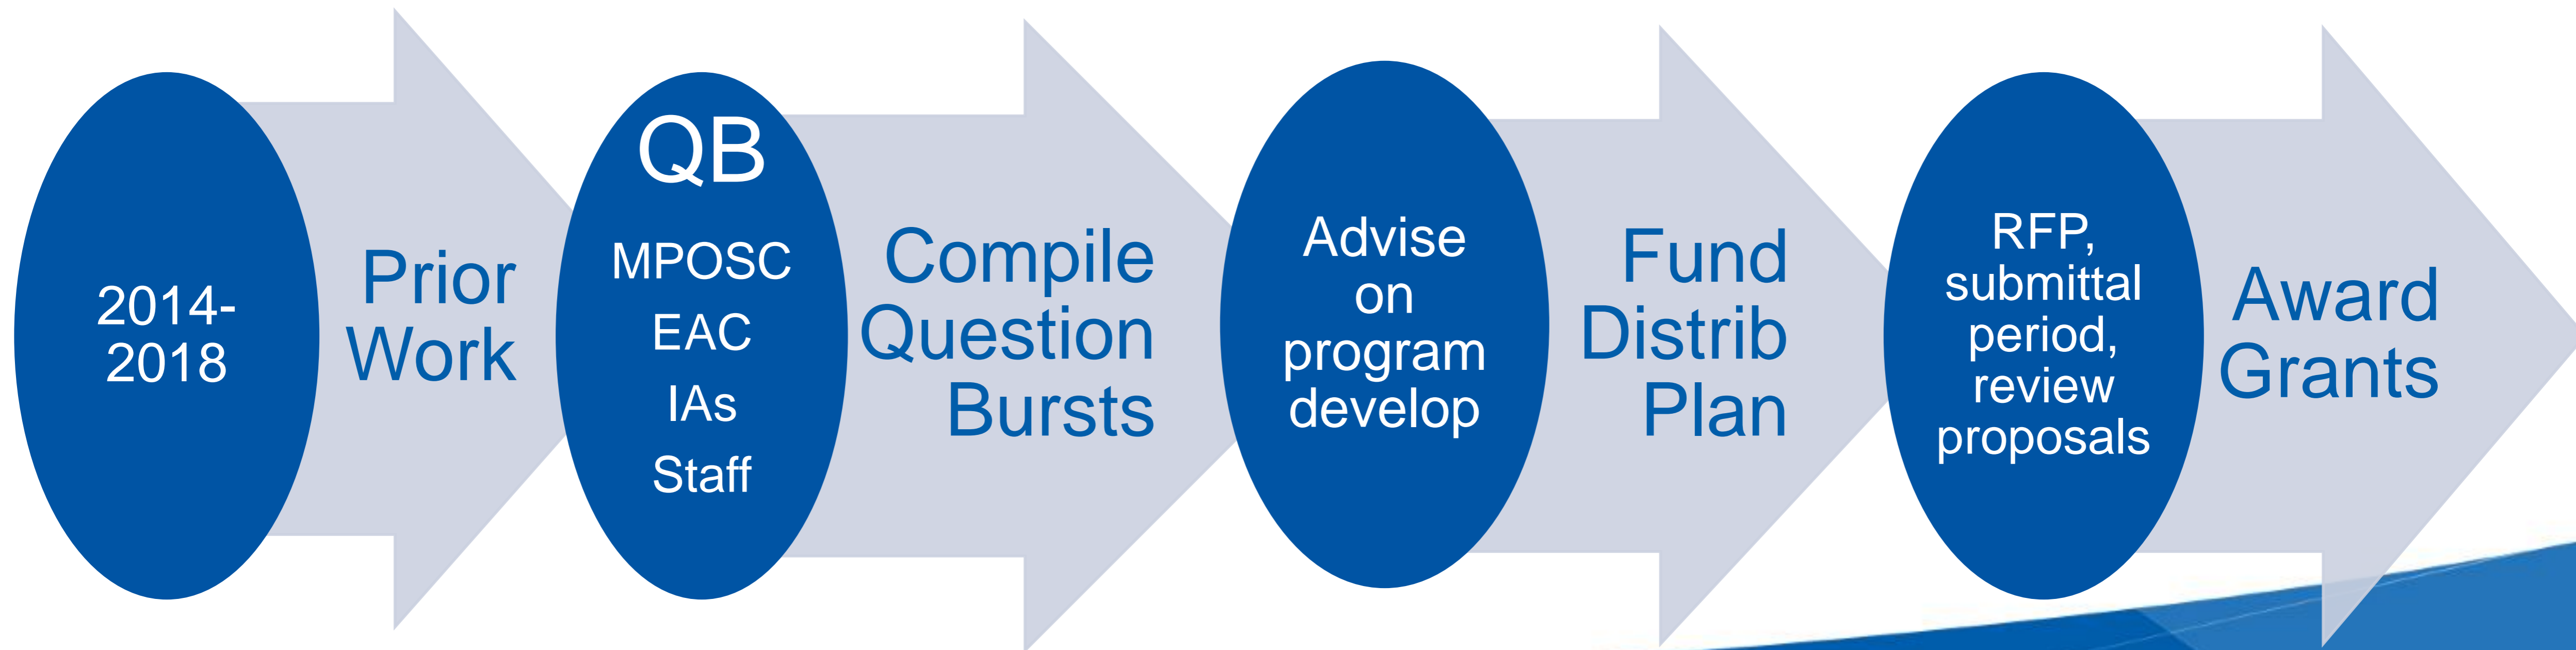 2014-
2018
Prior
Work
QB
MPOSC
EAC
IAs
Staff
Compile
Question
Bursts
Advise
on
program
develop
Fund
Distrib
Plan
RFP,
submittal
period,
review
proposals
Award
Grants